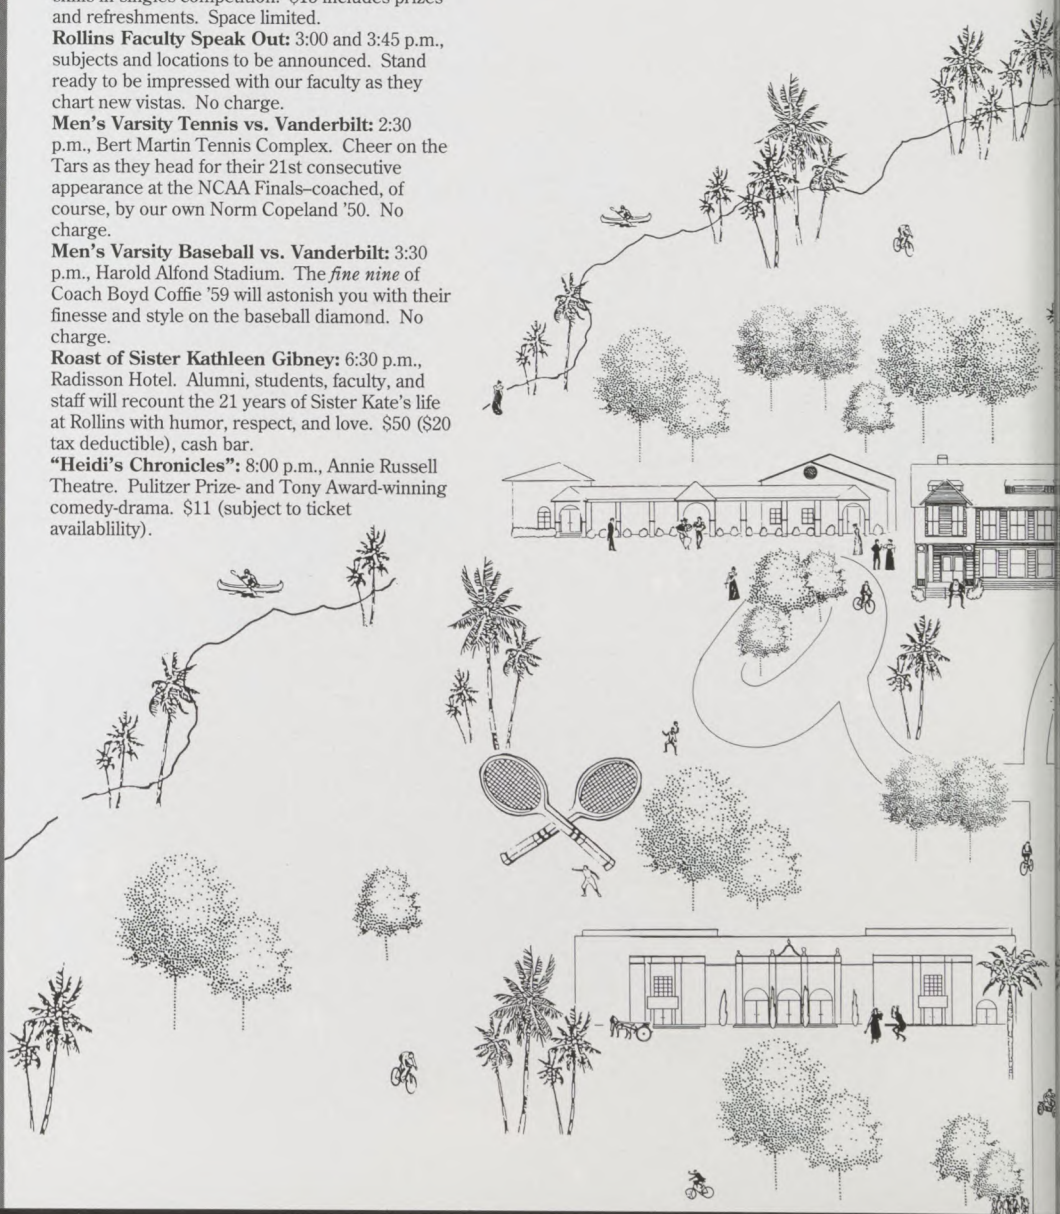 skills in singles competition. $10 includes prizes
and refreshments. Space limited.
Rollins Faculty Speak Out: 3:00 and 3:45 p.m.,
subjects and locations to be announced. Stand
ready to be impressed with our faculty as they
chart new vistas. No charge.
Men's Varsity Tennis vs. Vanderbilt: 2:30
p.m., Bert Martin Tennis Complex. Cheer on the
Tars as they head for their 21st consecutive
appearance at the NCAA Finals–coached, of
course, by our own Norm Copeland '50. No
charge.
Men's Varsity Baseball vs. Vanderbilt: 3:30
p.m., Harold Alfond Stadium. The fine nine of
Coach Boyd Coffie '59 will astonish you with their
finesse and style on the baseball diamond. No
charge.
Roast of Sister Kathleen Gibney: 6:30 p.m.,
Radisson Hotel. Alumni, students, faculty, and
staff will recount the 21 years of Sister Kate's life
at Rollins with humor, respect, and love. $50 ($20
tax deductible), cash bar.
"Heidi's Chronicles": 8:00 p.m., Annie Russell
Theatre. Pulitzer Prize- and Tony Award-winning
comedy-drama. $11 (subject to ticket
availablility).